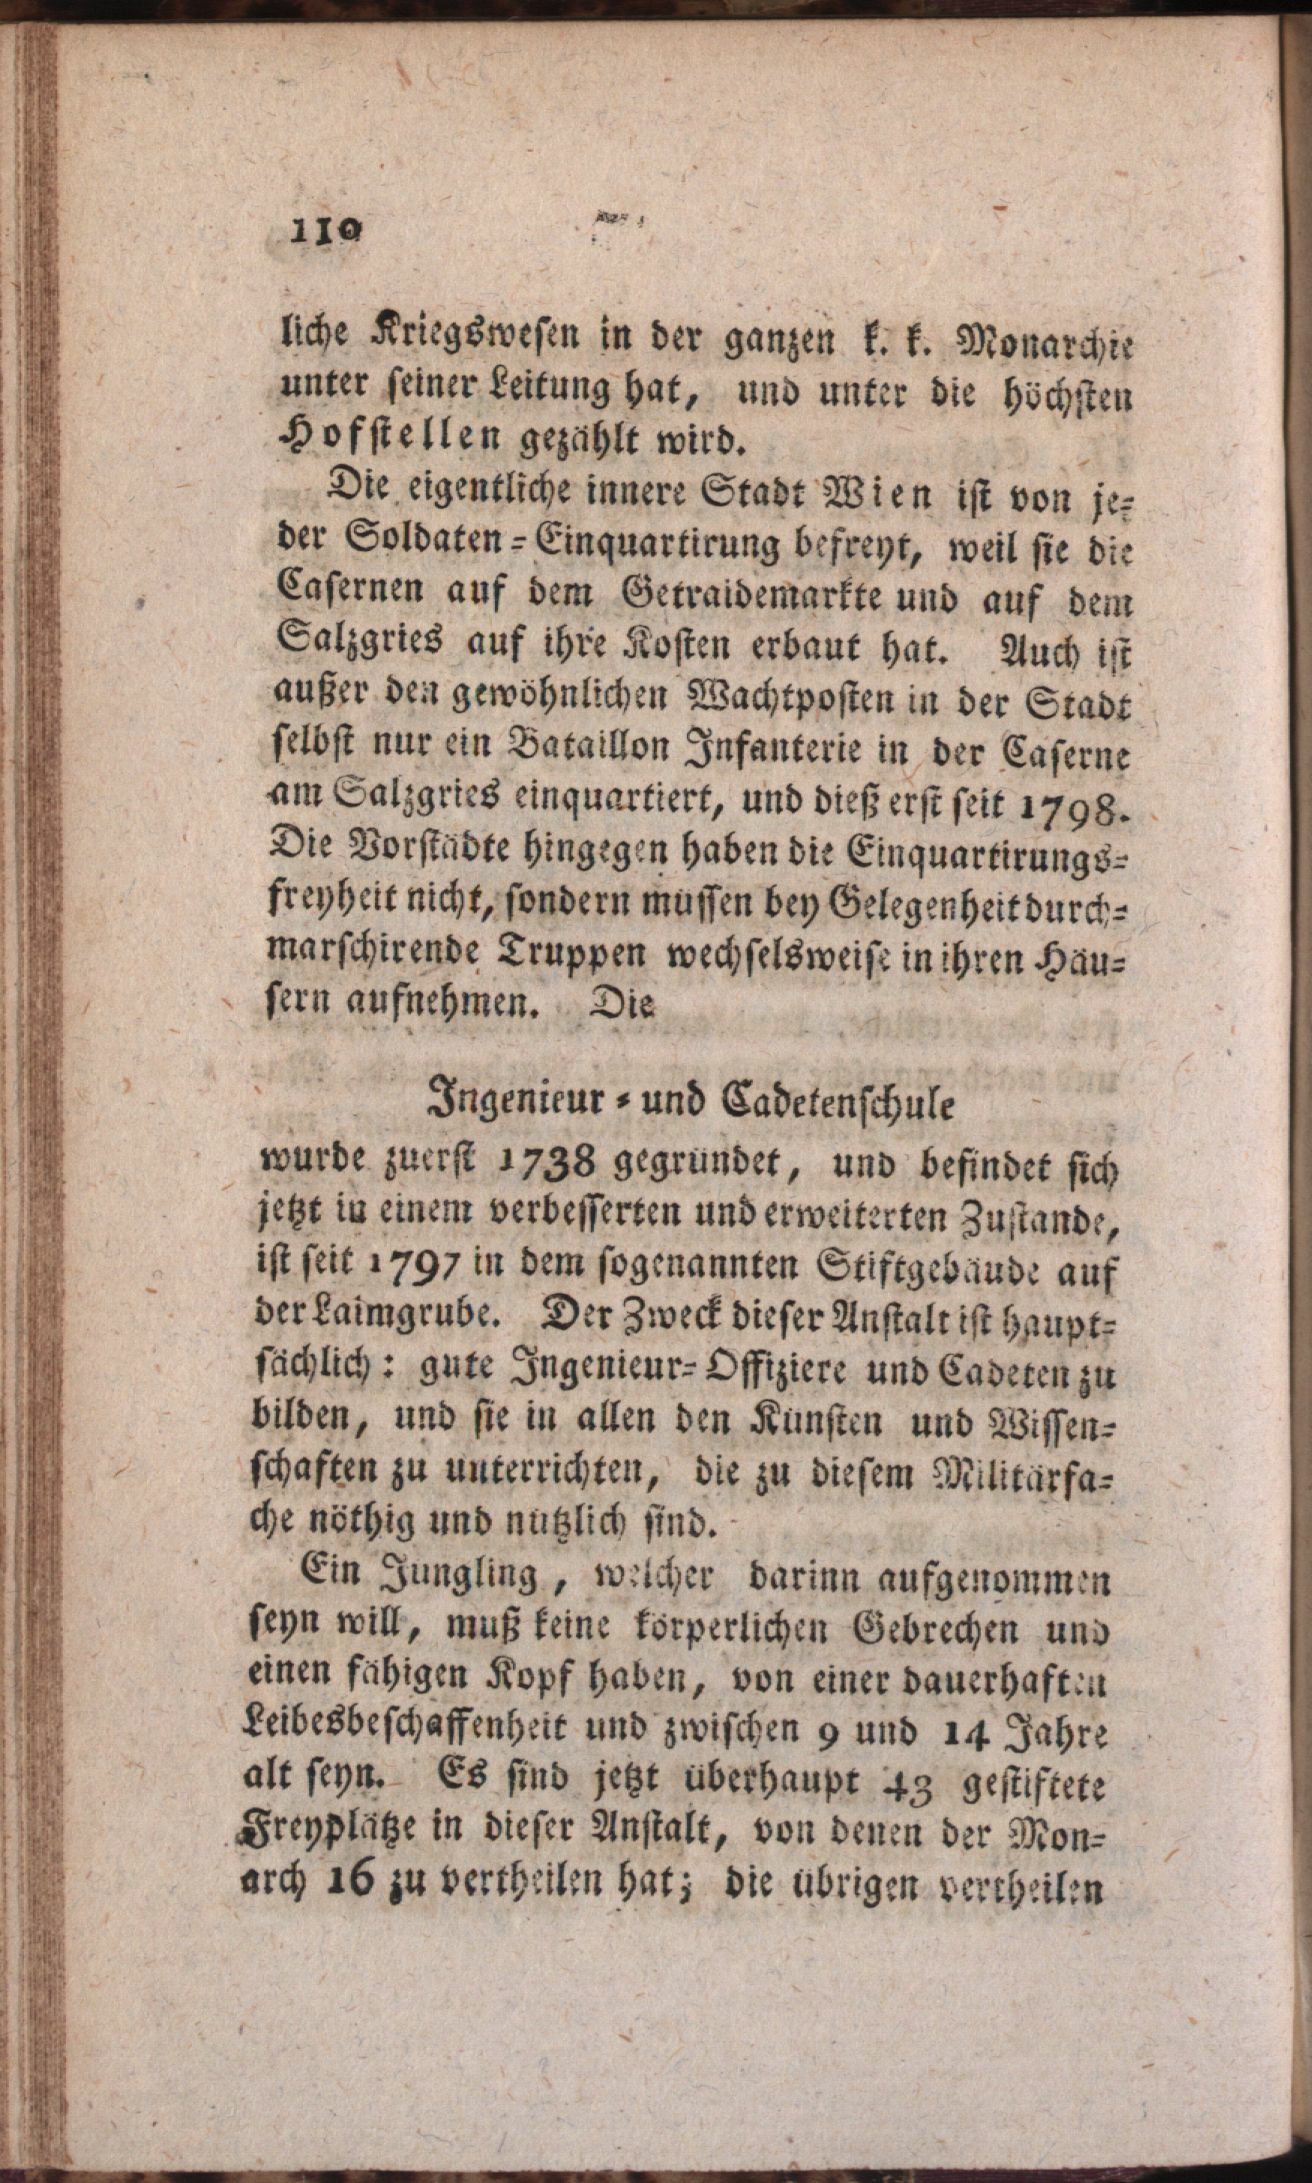 110
liche Kriegswesen in der ganzen k. k. Monarchie
unter seiner Leitung hat, und unter die höchsten
Hofstellen gezählt wird.
Die eigentliche innere Stadt Wien ist von je-
der Soldaten-Einquartirung befreyt, weil sie die
Casernen auf dem Getraidemarkte und auf dem
Salzgries auf ihre Kosten erbaut hat. Auch ist
außer den gewöhnlichen Wachtposten in der Stadt
selbst nur ein Bataillon Infanterie in der Caserne
am Salzgries einquartiert, und dieß erst seit 1798.
Die Vorstädte hingegen haben die Einquartirungs-
freyheit nicht, sondern müssen bey Gelegenheit durch-
marschirende Truppen wechselsweise in ihren Häu-
sern aufnehmen. Die
Ingenieur- und Cadetenschule
wurde zuerst 1738 gegründet, und befindet sich
jetzt in einem verbesserten und erweiterten Zustande,
ist seit 1797 in dem sogenannten Stiftgebäude auf
der Laimgrube. Der Zweck dieser Anstalt ist haupt-
sächlich: gute Ingenieur-Offiziere und Cadeten zu
bilden, und sie in allen den Künsten und Wissen-
schaften zu unterrichten, die zu diesem Militärfa-
che nöthig und nützlich sind.
Ein Jüngling, welcher darinn aufgenommen
seyn will, muß keine körperlichen Gebrechen und
einen fähigen Kopf haben, von einer dauerhaften
Leibesbeschaffenheit und zwischen 9 und 14 Jahre
alt seyn. Es sind jetzt überhaupt 43 gestiftete
Freyplätze in dieser Anstalt, von denen der Mon-
arch 16 zu vertheilen hat; die übrigen vertheilen